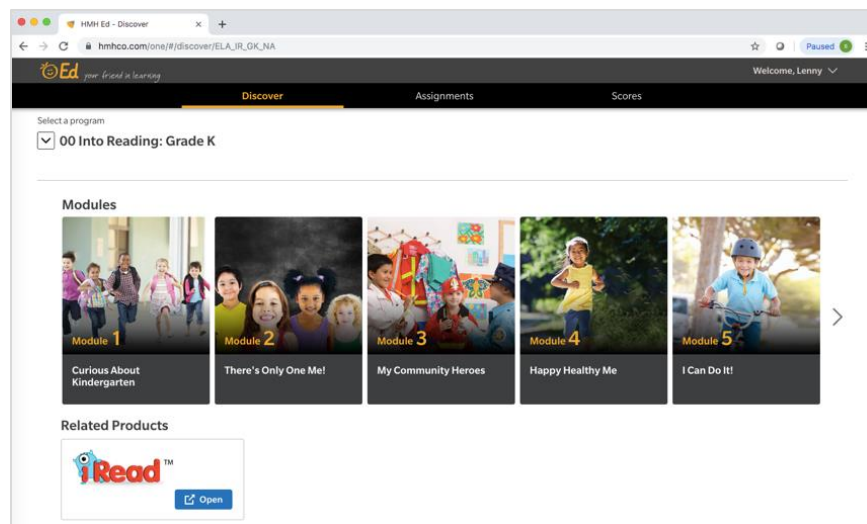 HMH Ed - Discover
hmhco.com/one/#/discover/ELA_IR_GK_NA
Paused
Ed your friend in learning
Welcome, Lenny
Discover
Assignments
Scores
Select a program
00 Into Reading: Grade K
Modules
Module 1
Module 2
Module 3
Module 4
Module 5
Curious About
Kindergarten
There's Only One Me!
My Community Heroes
Happy Healthy Me
I Can Do It!
Related Products
iRead™
Open